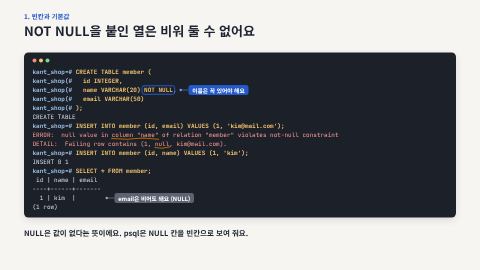 1. 빈칸과 기본값
NOT NULL을 붙인 열은 비워 둘 수 없어요
kant_shop=# CREATE TABLE member (
kant_shop(#   id INTEGER,
kant_shop(#   name VARCHAR(20) NOT NULL, 이름은 꼭 있어야 해요
kant_shop(#   email VARCHAR(50)
kant_shop(# );
CREATE TABLE
kant_shop=# INSERT INTO member (id, email) VALUES (1, 'kim@mail.com');
ERROR:  null value in column "name" of relation "member" violates not-null constraint
DETAIL:  Failing row contains (1, null, kim@mail.com).
kant_shop=# INSERT INTO member (id, name) VALUES (1, 'kim');
INSERT 0 1
kant_shop=# SELECT * FROM member;
 id | name | email
----+------+-------
  1 | kim  | email은 비어도 돼요 (NULL)
(1 row)
NULL은 값이 없다는 뜻이에요. psql은 NULL 칸을 빈칸으로 보여 줘요.